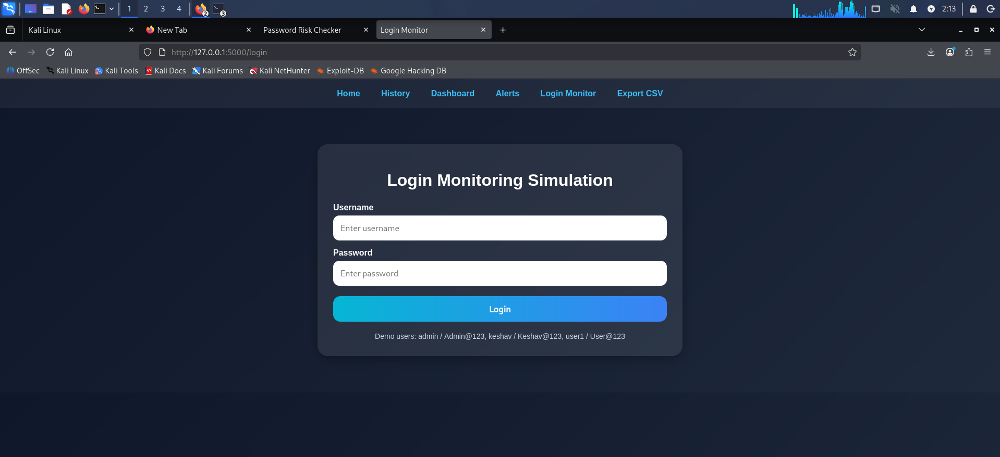 1 2 3 4 2 3 2:13
Kali Linux New Tab Password Risk Checker Login Monitor
http://127.0.0.1:5000/login
OffSec Kali Linux Kali Tools Kali Docs Kali Forums Kali NetHunter Exploit-DB Google Hacking DB
Home History Dashboard Alerts Login Monitor Export CSV
Login Monitoring Simulation
Username
Enter username
Password
Enter password
Login
Demo users: admin / Admin@123, keshav / Keshav@123, user1 / User@123